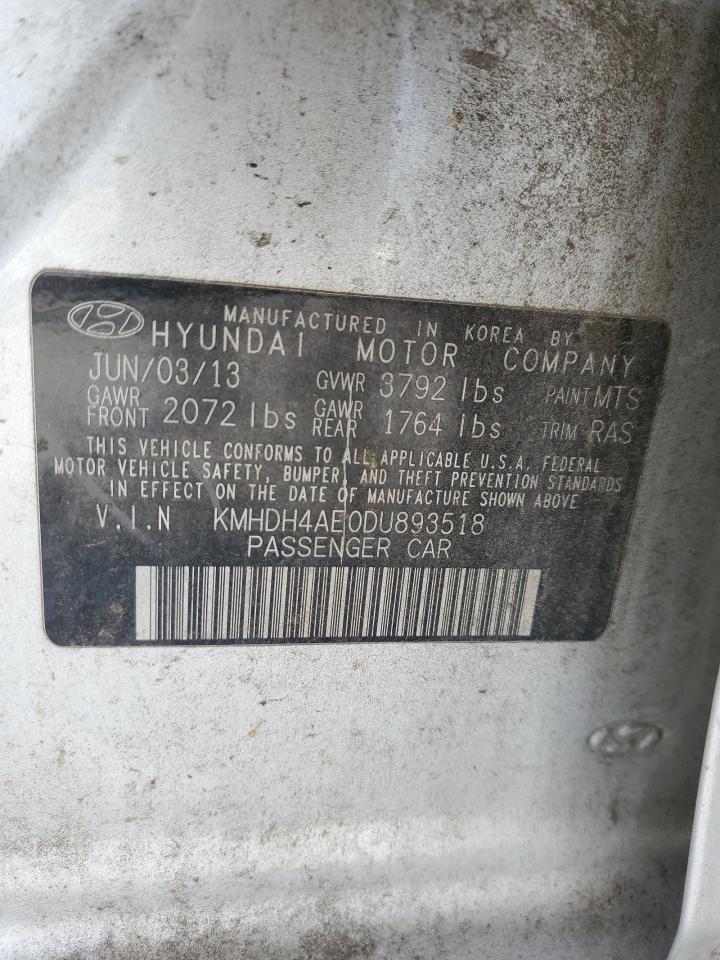 MANUFACTURED IN KOREA BY
HYUNDAI MOTOR COMPANY
JUN/03/13 GVWR 3792 lbs PAINT MTS
GAWR FRONT 2072 lbs GAWR REAR 1764 lbs TRIM RAS
THIS VEHICLE CONFORMS TO ALL APPLICABLE U.S.A. FEDERAL
MOTOR VEHICLE SAFETY, BUMPER, AND THEFT PREVENTION STANDARDS
IN EFFECT ON THE DATE OF MANUFACTURE SHOWN ABOVE
V.I.N KMHDH4AE0DU893518
PASSENGER CAR